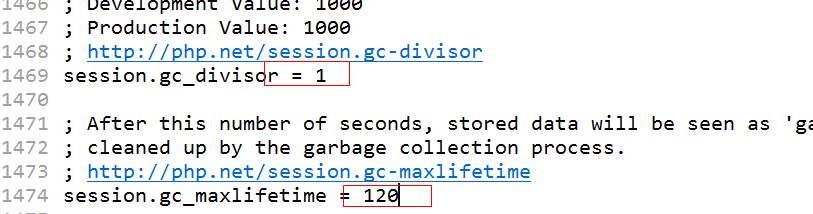 1466 ; Development Value: 1000
1467 ; Production Value: 1000
1468 ; http://php.net/session.gc-divisor
1469 session.gc_divisor = 1
1470
1471 ; After this number of seconds, stored data will be seen as 'ga
1472 ; cleaned up by the garbage collection process.
1473 ; http://php.net/session.gc-maxlifetime
1474 session.gc_maxlifetime = 120